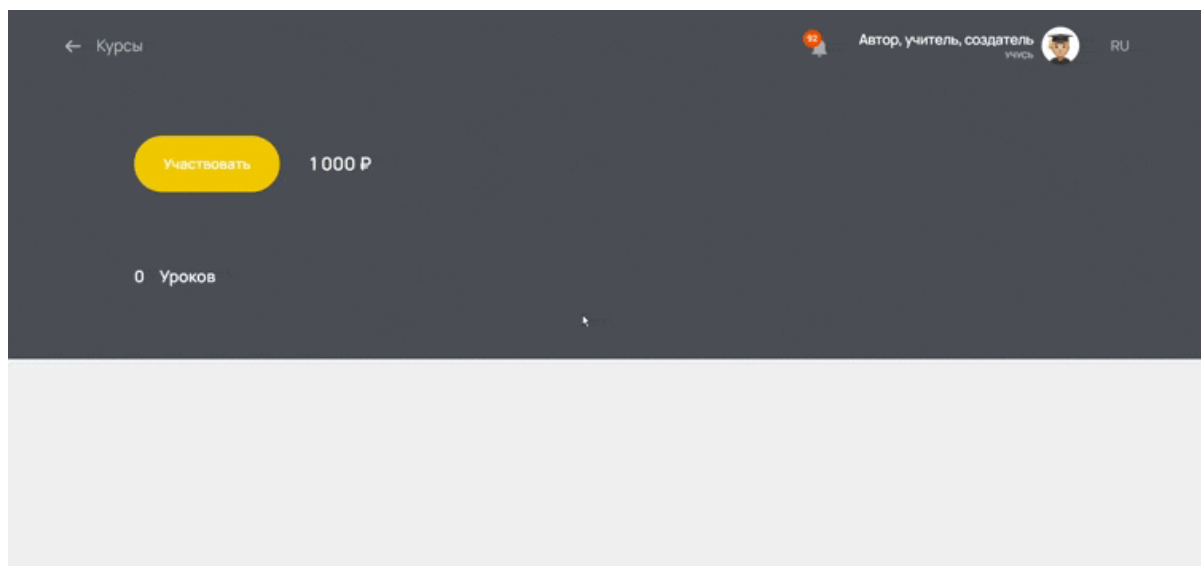 ← Курсы
92
Автор, учитель, создатель
учусь
RU
Участвовать
1 000 ₽
0 Уроков